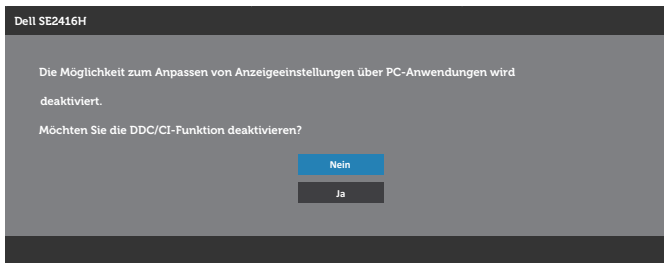 Dell SE2416H
Die Möglichkeit zum Anpassen von Anzeigeeinstellungen über PC-Anwendungen wird
deaktiviert.
Möchten Sie die DDC/CI-Funktion deaktivieren?
Nein
Ja